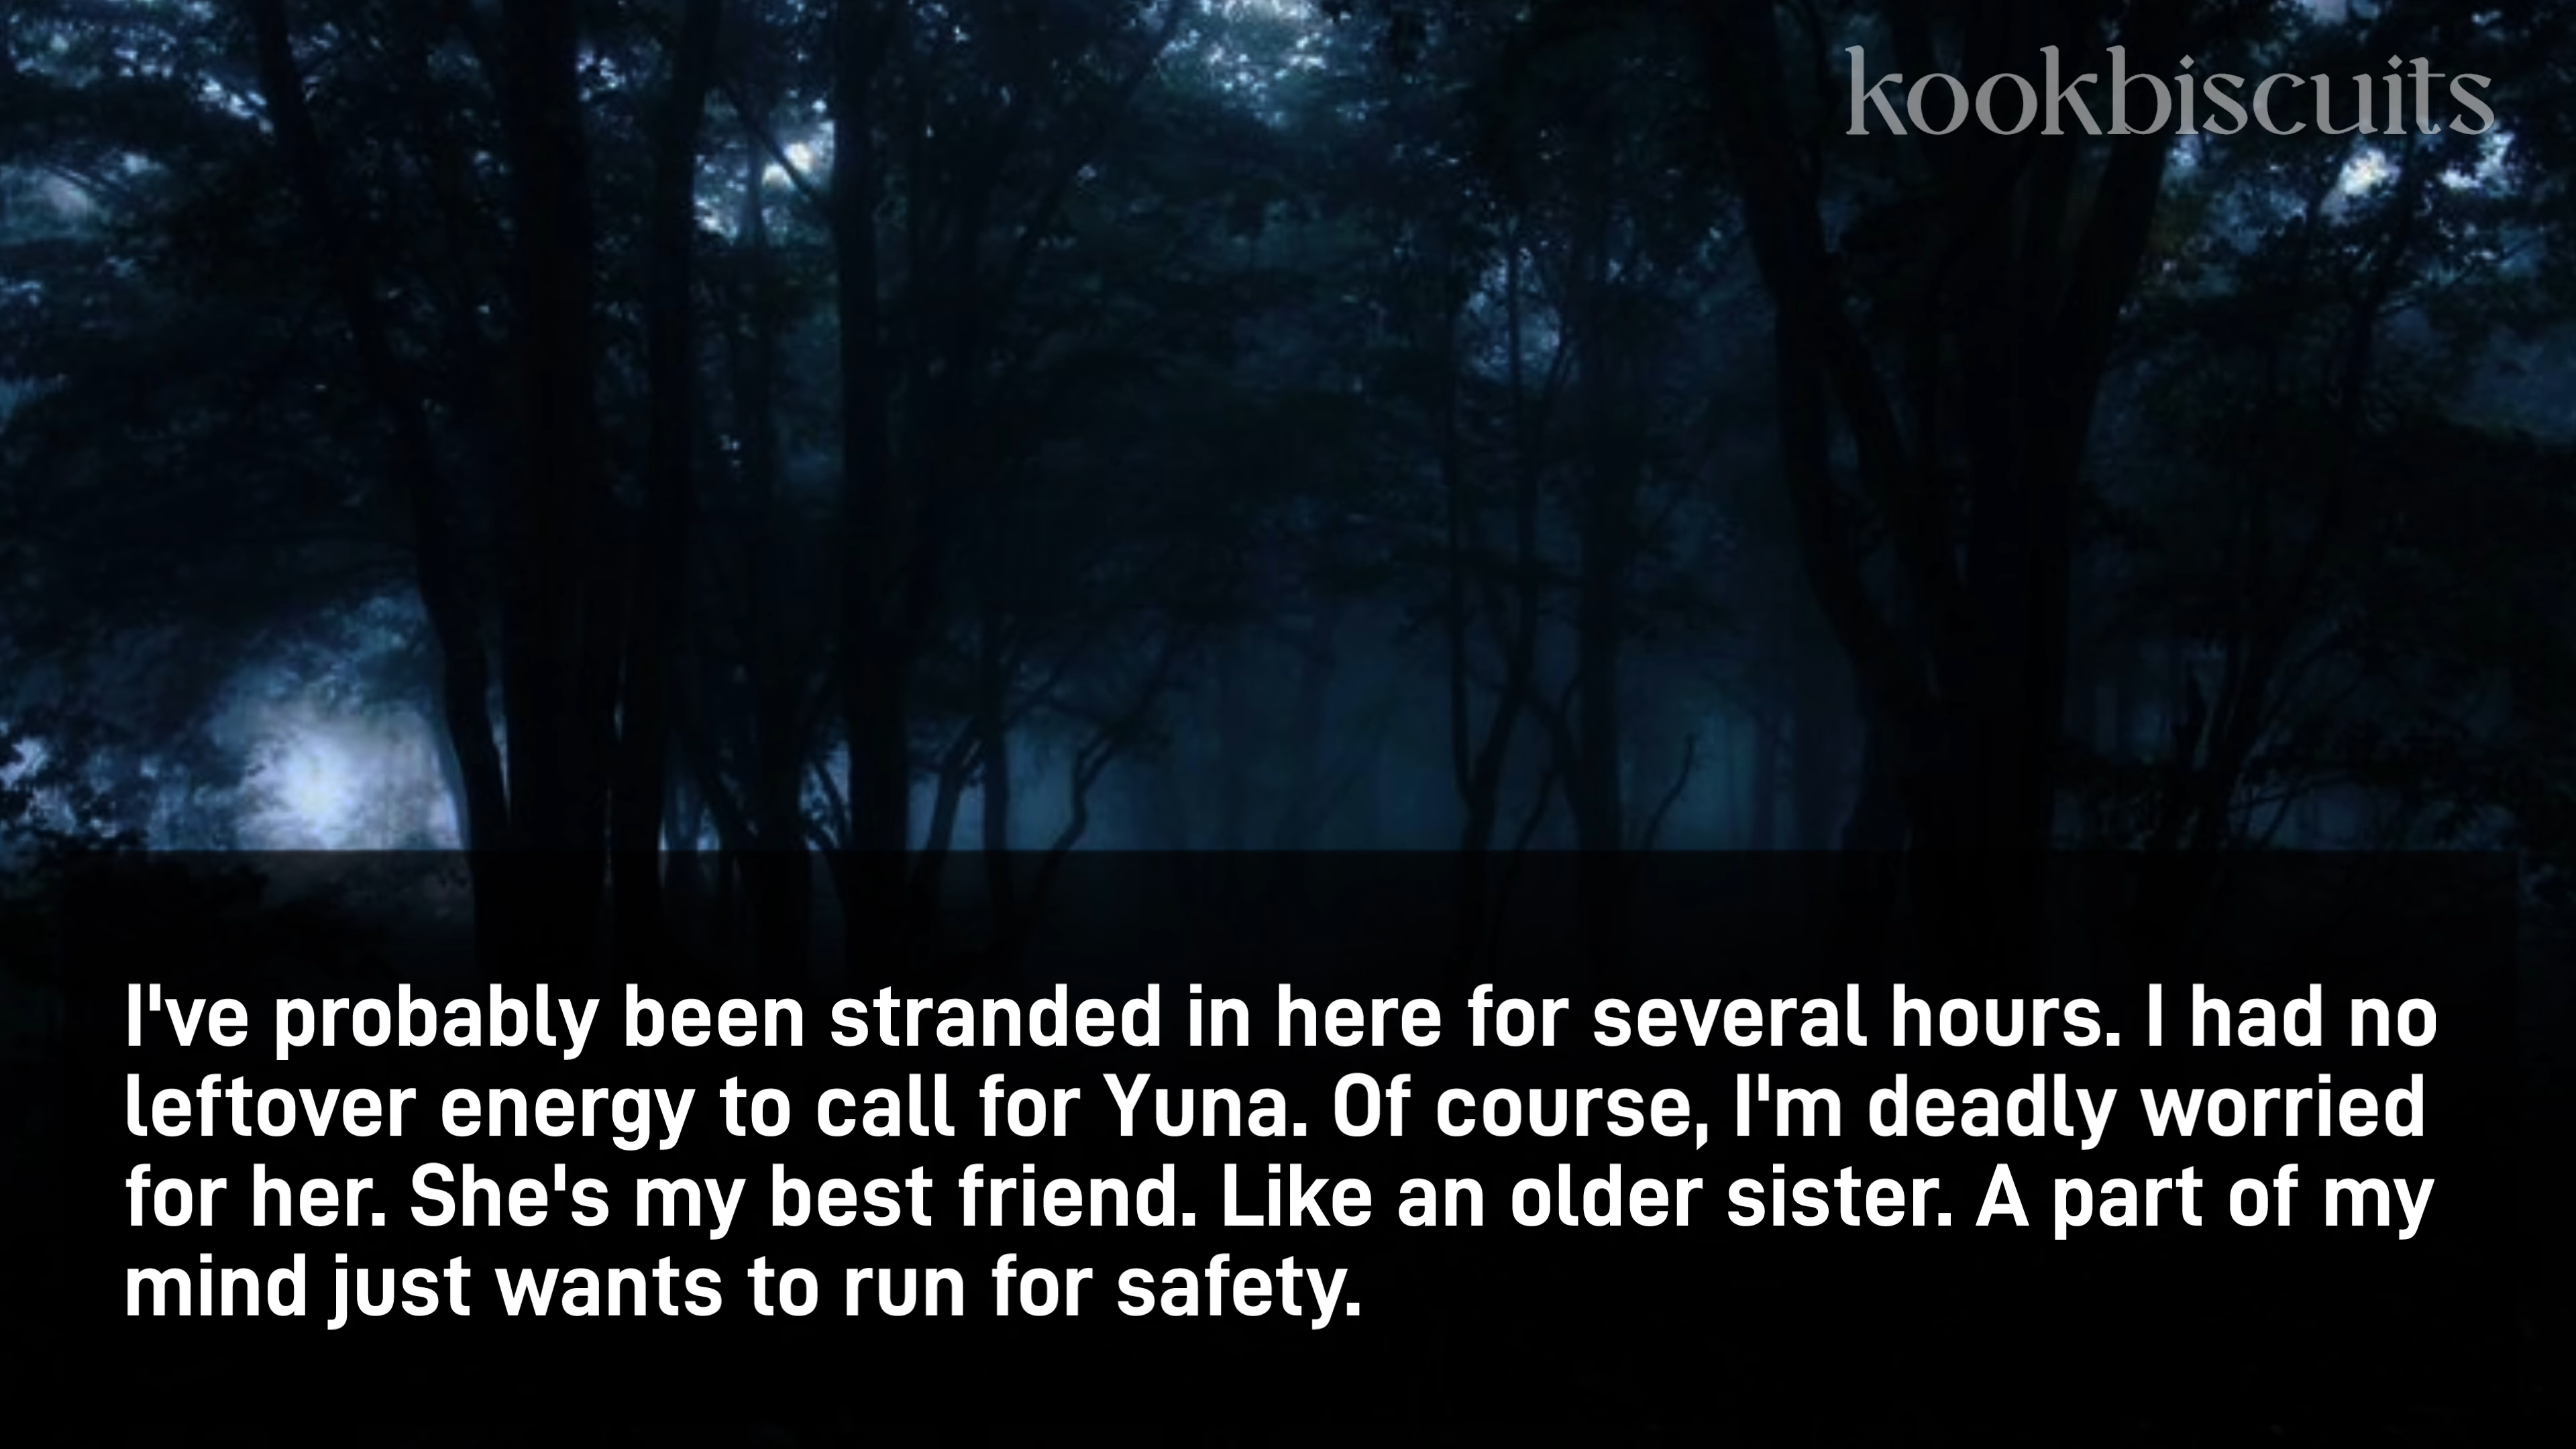 kookbiscuits
I've probably been stranded in here for several hours. I had no
leftover energy to call for Yuna. Of course, I'm deadly worried
for her. She's my best friend. Like an older sister. A part of my
mind just wants to run for safety.